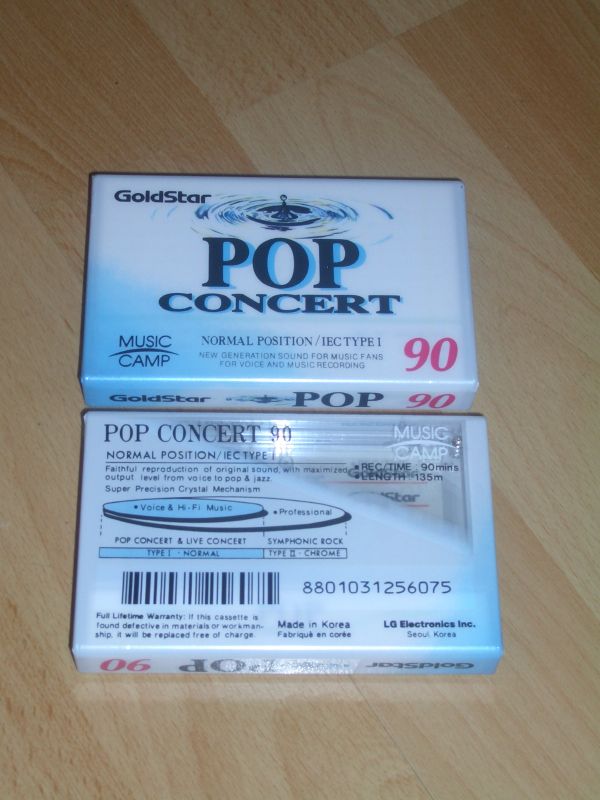 GoldStar
POP
CONCERT
MUSIC
CAMP
NORMAL POSITION/IEC TYPE I
NEW GENERATION SOUND FOR MUSIC FANS
FOR VOICE AND MUSIC RECORDING
90
GoldStar POP 90
POP CONCERT 90
NORMAL POSITION/IEC TYPE I
MUSIC
CAMP
Faithful reproduction of original sound, with maximized
output level from voice to pop & jazz.
Super Precision Crystal Mechanism
• REC/TIME : 90mins
• LENGTH : 135m
GoldStar
• Voice & Hi-Fi Music
• Professional
POP CONCERT & LIVE CONCERT
SYMPHONIC ROCK
TYPE I · NORMAL
TYPE II · CHROME
8801031256075
Full Lifetime Warranty: If this cassette is
found defective in materials or workman-
ship, it will be replaced free of charge.
Made in Korea
Fabriqué en corée
LG Electronics Inc.
Seoul, Korea
90 POP GoldStar